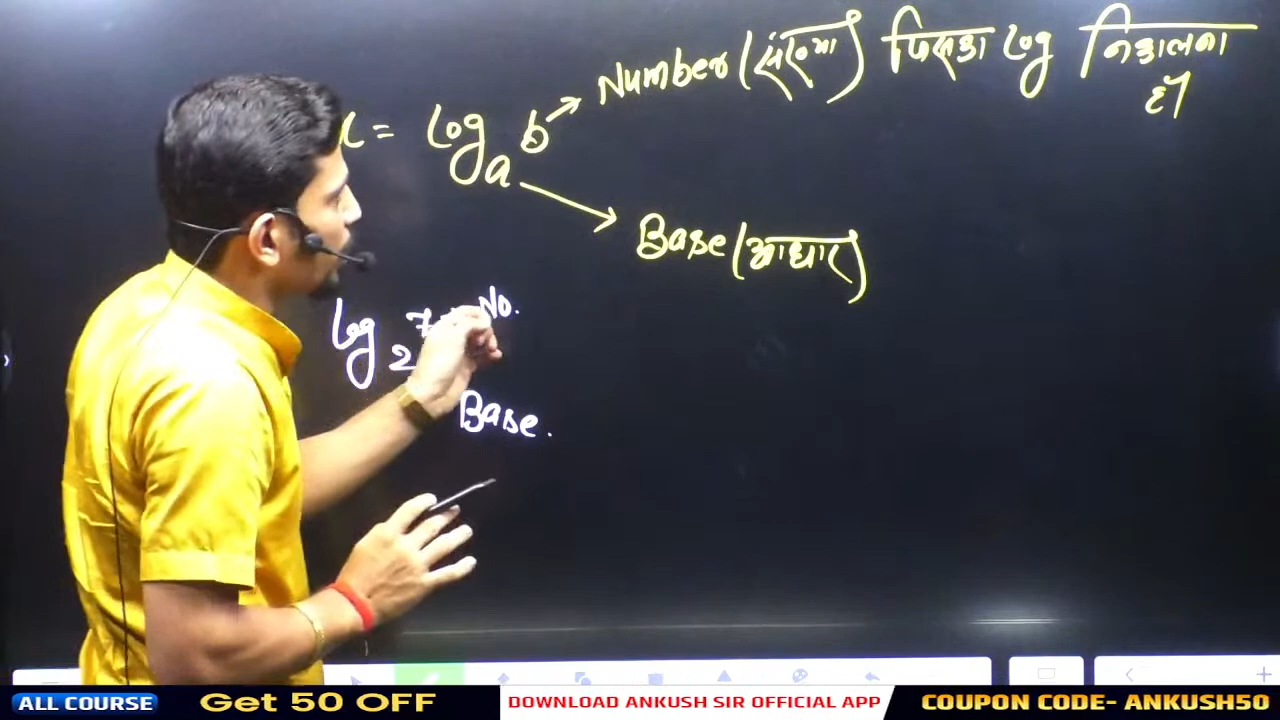 Number (संख्या) जिसका log निकालना हो
x = log_a b
Base (आधार)
log_2 7 → No.
Base.
ALL COURSE
Get 50 OFF
DOWNLOAD ANKUSH SIR OFFICIAL APP
COUPON CODE- ANKUSH50